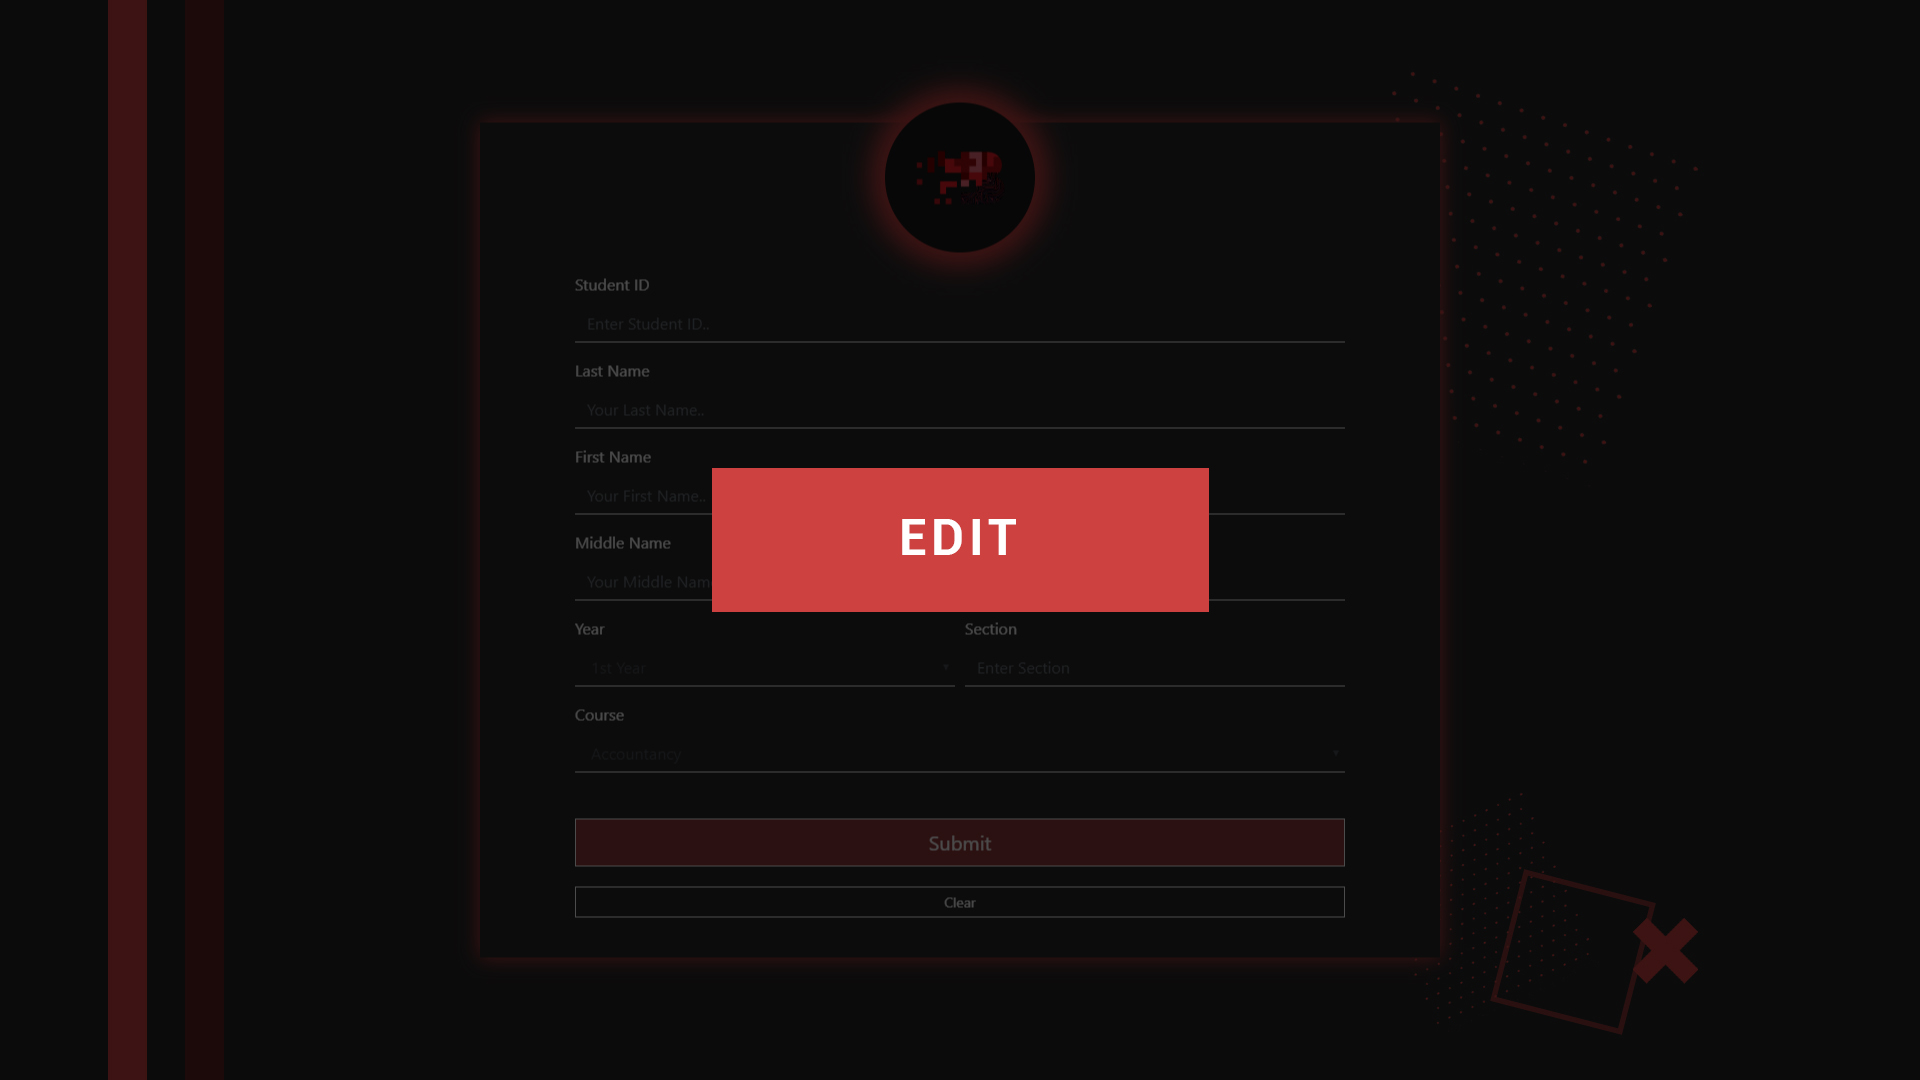 Student ID
Enter Student ID..
Last Name
Your Last Name..
First Name
Your First Name..
EDIT
Middle Name
Your Middle Nam
Year
Section
1st Year
Enter Section
Course
Accountancy
Submit
Clear